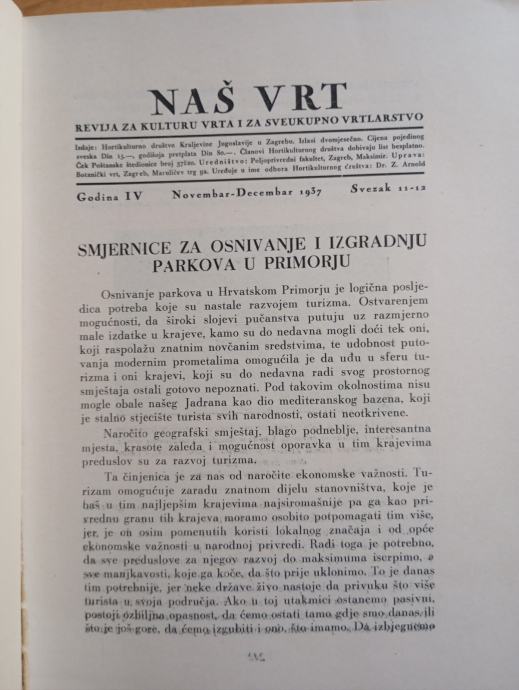 NAŠ VRT
REVIJA ZA KULTURU VRTA I ZA SVEUKUPNO VRTLARSTVO
Izdaje: Hortikulturno društvo Kraljevine Jugoslavije u Zagrebu. Izlazi dvomjesečno. Cijena pojedinog
sveska Din 15.—, godišnja pretplata Din 80.—. Članovi Hortikulturnog društva dobivaju list besplatno.
Ček Poštanske štedionice broj 37820. Uredništvo: Poljoprivredni fakultet, Zagreb, Maksimir. Uprava:
Botanički vrt, Zagreb, Marulićev trg 9a. Uređuje u ime odbora Hortikulturnog društva: Dr. Z. Arnold
Godina IV Novembar-Decembar 1937 Svezak 11-12
SMJERNICE ZA OSNIVANJE I IZGRADNJU
PARKOVA U PRIMORJU
Osnivanje parkova u Hrvatskom Primorju je logična poslje-
dica potreba koje su nastale razvojem turizma. Ostvarenjem
mogućnosti, da široki slojevi pučanstva putuju uz razmjerno
male izdatke u krajeve, kamo su do nedavna mogli doći tek oni,
koji raspolažu znatnim novčanim sredstvima, te udobnost puto-
vanja modernim prometalima omogućila je da uđu u sferu tu-
rizma i oni krajevi, koji su do nedavna radi svog prostornog
smještaja ostali gotovo nepoznati. Pod takovim okolnostima nisu
mogle obale našeg Jadrana kao dio mediteranskog bazena, koji
je stalno stjecište turista svih narodnosti, ostati neotkrivene.
Naročito geografski smještaj, blago podneblje, interesantna
mjesta, krasote zaleđa i mogućnost oporavka u tim krajevima
preduslov su za razvoj turizma.
Ta činjenica je za nas od naročite ekonomske važnosti. Tu-
rizam omogućuje zaradu znatnom dijelu stanovništva, koje je
baš u tim najljepšim krajevima najsiromašnije pa ga kao pri-
vrednu granu tih krajeva moramo osobito potpomagati tim više,
jer je on osim pomenutih koristi lokalnog značaja i od opće
ekonomske važnosti u narodnoj privredi. Radi toga je potrebno,
da sve preduslove za njegov razvoj do maksimuma iscrpimo, a
sve manjkavosti, koje ga koče, da što prije uklonimo. To je danas
tim potrebnije, jer neke države živo nastoje da privuku što više
turista u svoja područja. Ako u toj utakmici ostanemo pasivni,
postoji ozbiljna opasnost, da ćemo ostati tamo gdje smo danas ili
što je još gore, da ćemo izgubiti i ono, što imamo. Da izbjegnemo